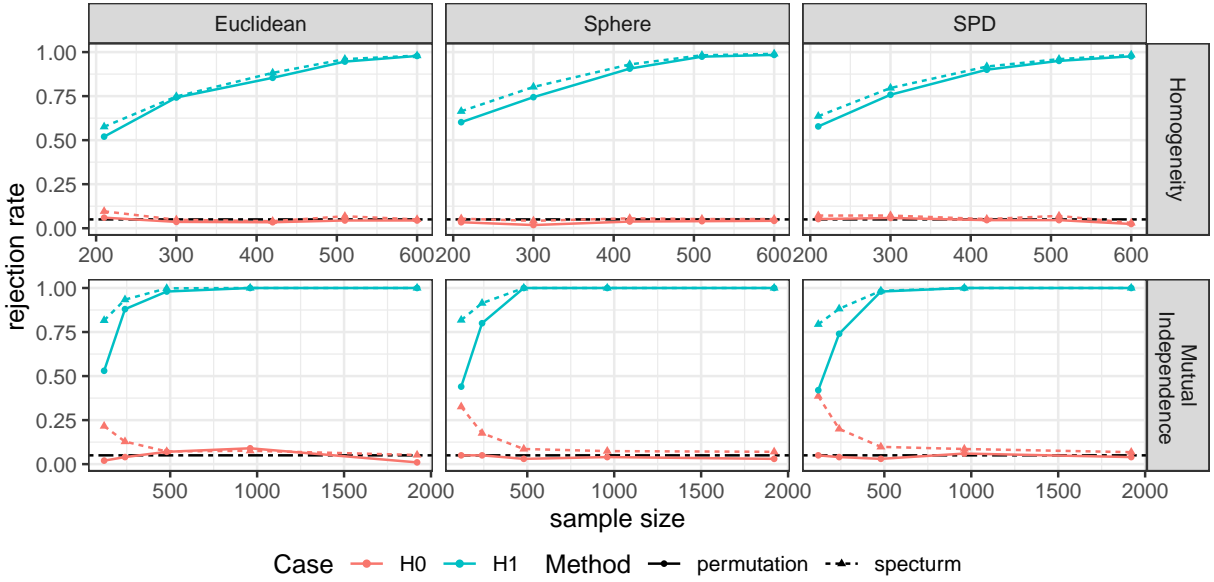 Euclidean Sphere SPD
1.00
0.75
0.50
0.25
0.00
Homogeneity
200 300 400 500 600 200 300 400 500 600 200 300 400 500 600
rejection rate
1.00
0.75
0.50
0.25
0.00
Mutual
Independence
500 1000 1500 2000 500 1000 1500 2000 500 1000 1500 2000
sample size
Case H0 H1 Method permutation specturm